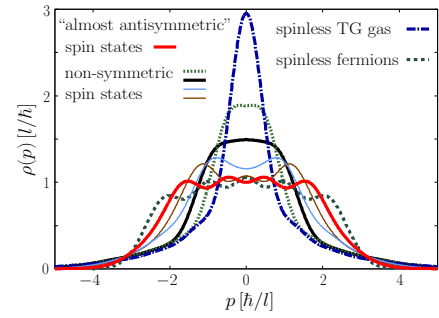 “almost antisymmetric”
spin states
non-symmetric
spin states
spinless TG gas
spinless fermions
3
2
1
0
ρ(p) [l/ħ]
−4 −2 0 2 4
p [ħ/l]